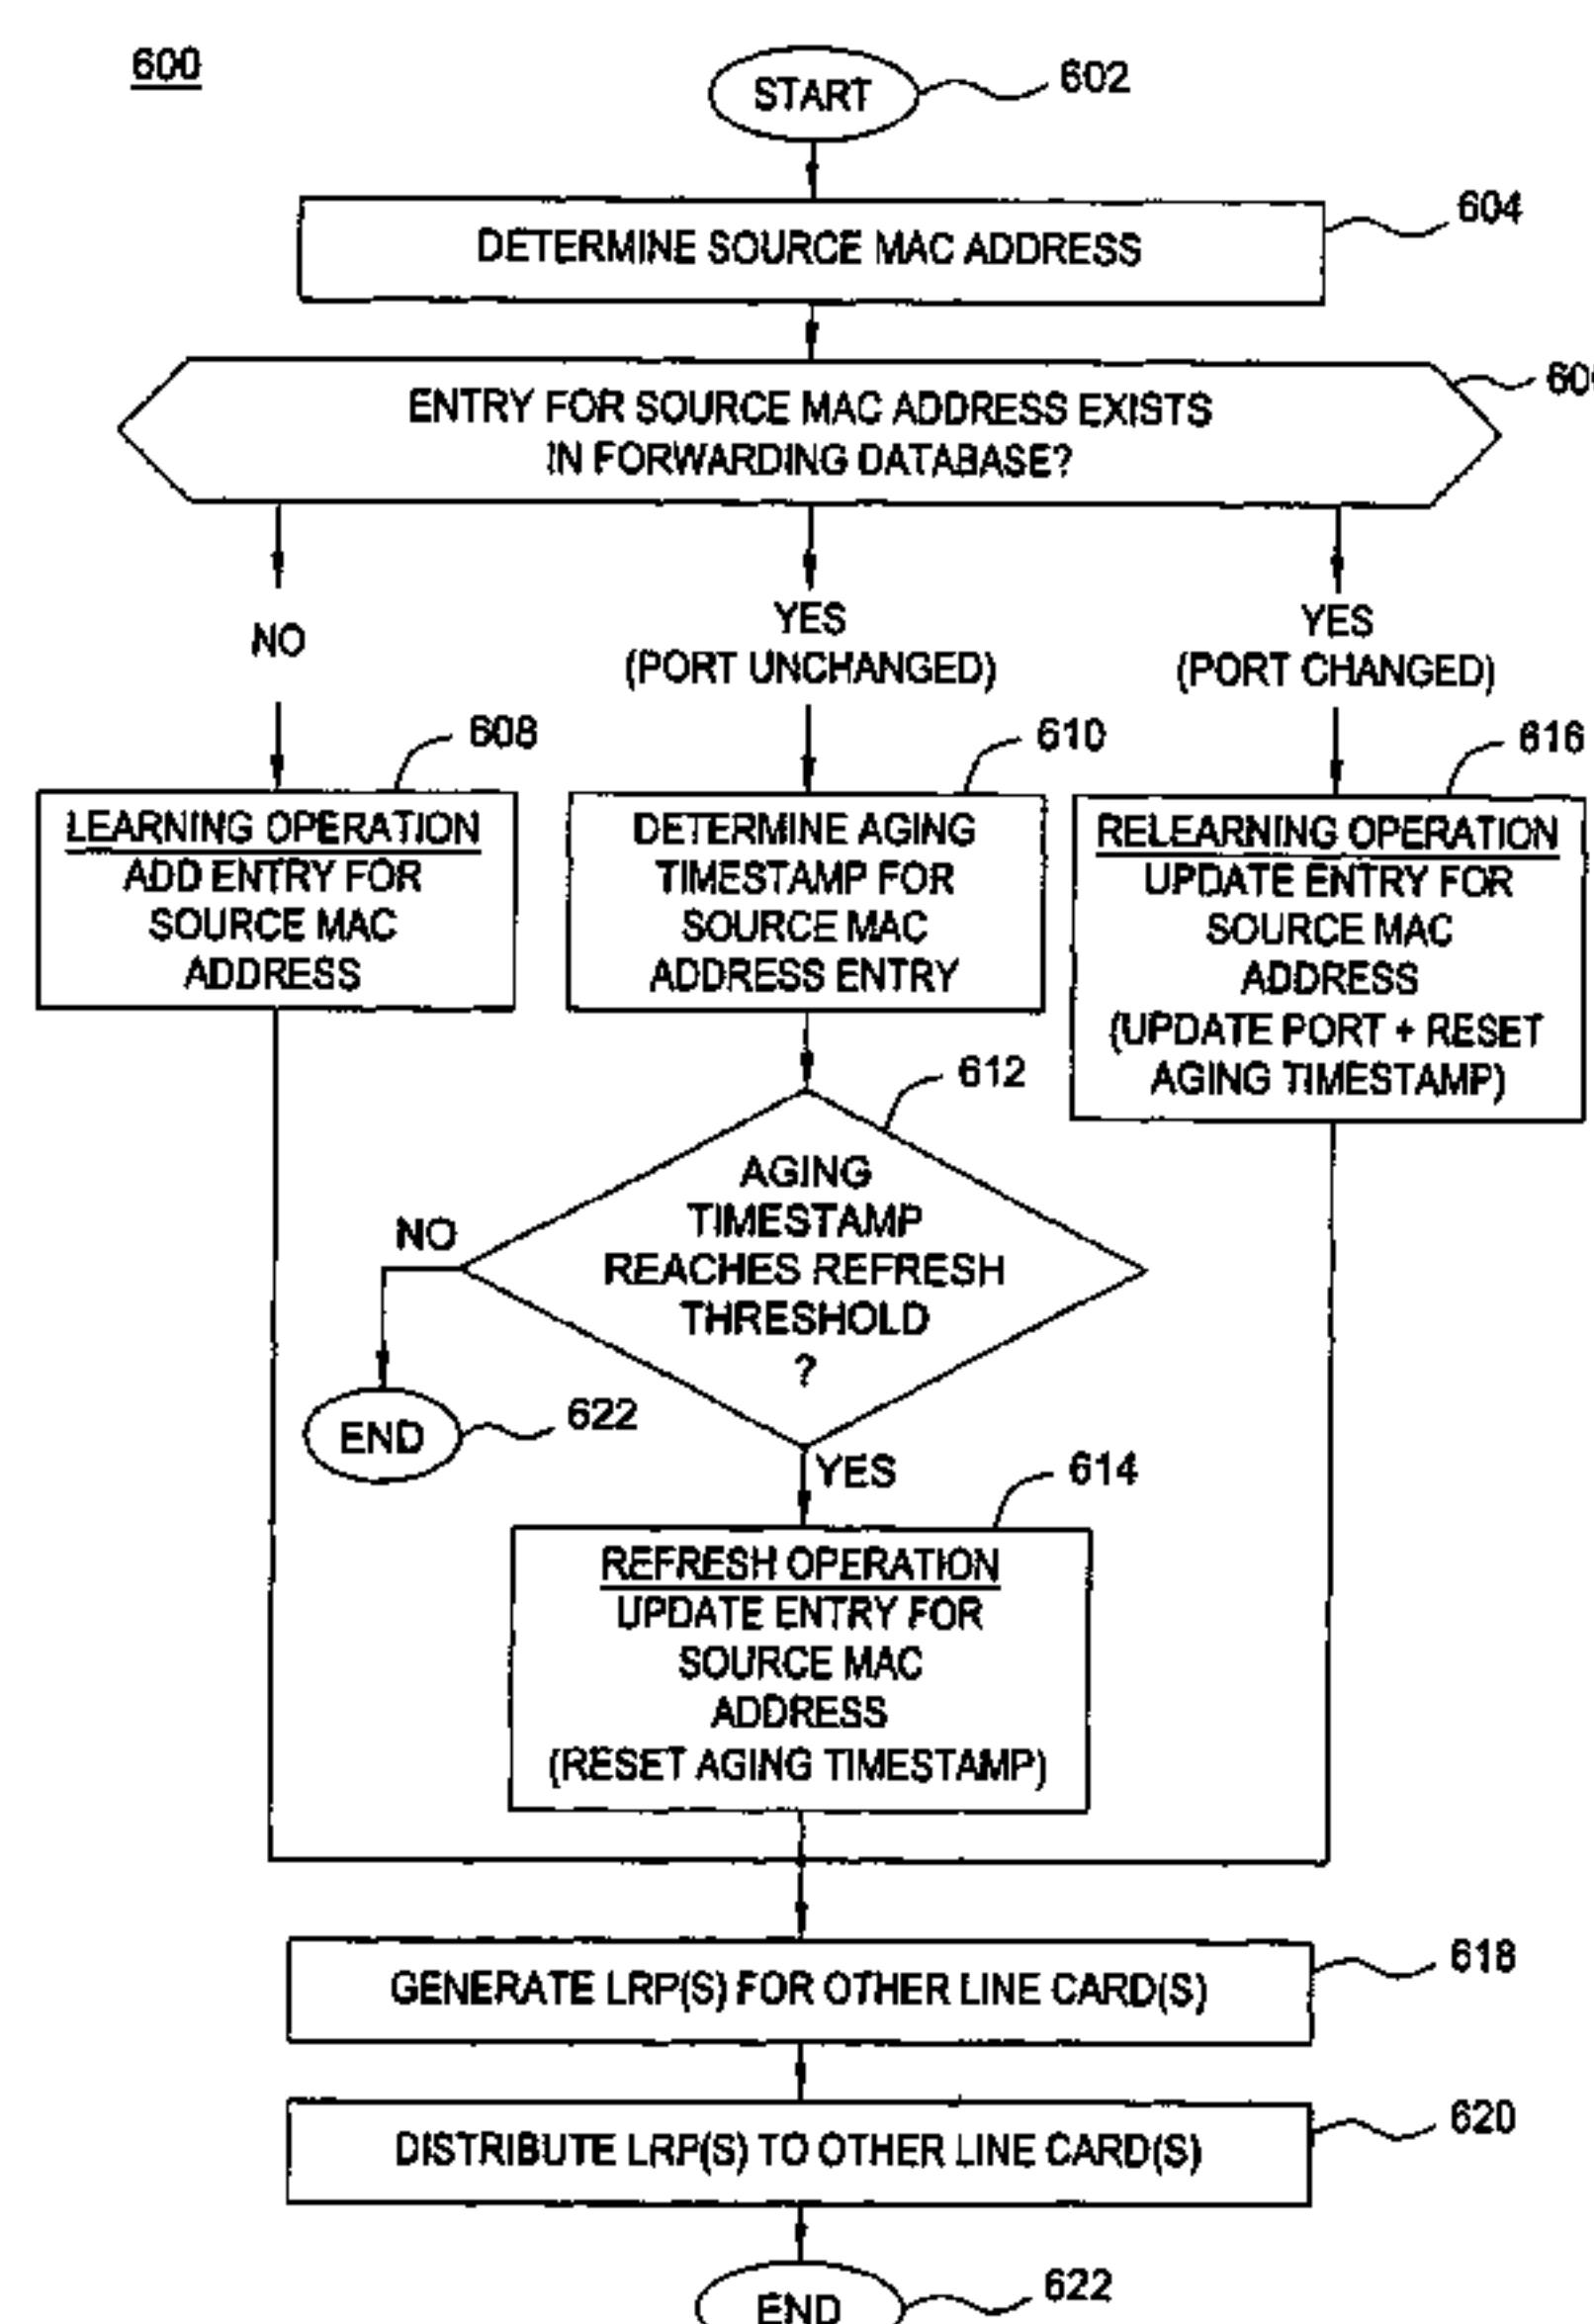 600
START
602
DETERMINE SOURCE MAC ADDRESS
604
ENTRY FOR SOURCE MAC ADDRESS EXISTS
IN FORWARDING DATABASE?
NO
YES
(PORT UNCHANGED)
YES
(PORT CHANGED)
608
LEARNING OPERATION
ADD ENTRY FOR
SOURCE MAC
ADDRESS
610
DETERMINE AGING
TIMESTAMP FOR
SOURCE MAC
ADDRESS ENTRY
616
RELEARNING OPERATION
UPDATE ENTRY FOR
SOURCE MAC
ADDRESS
(UPDATE PORT + RESET
AGING TIMESTAMP)
612
AGING
TIMESTAMP
REACHES REFRESH
THRESHOLD
?
NO
END
622
YES
614
REFRESH OPERATION
UPDATE ENTRY FOR
SOURCE MAC
ADDRESS
(RESET AGING TIMESTAMP)
GENERATE LRP(S) FOR OTHER LINE CARD(S)
618
DISTRIBUTE LRP(S) TO OTHER LINE CARD(S)
620
END
622